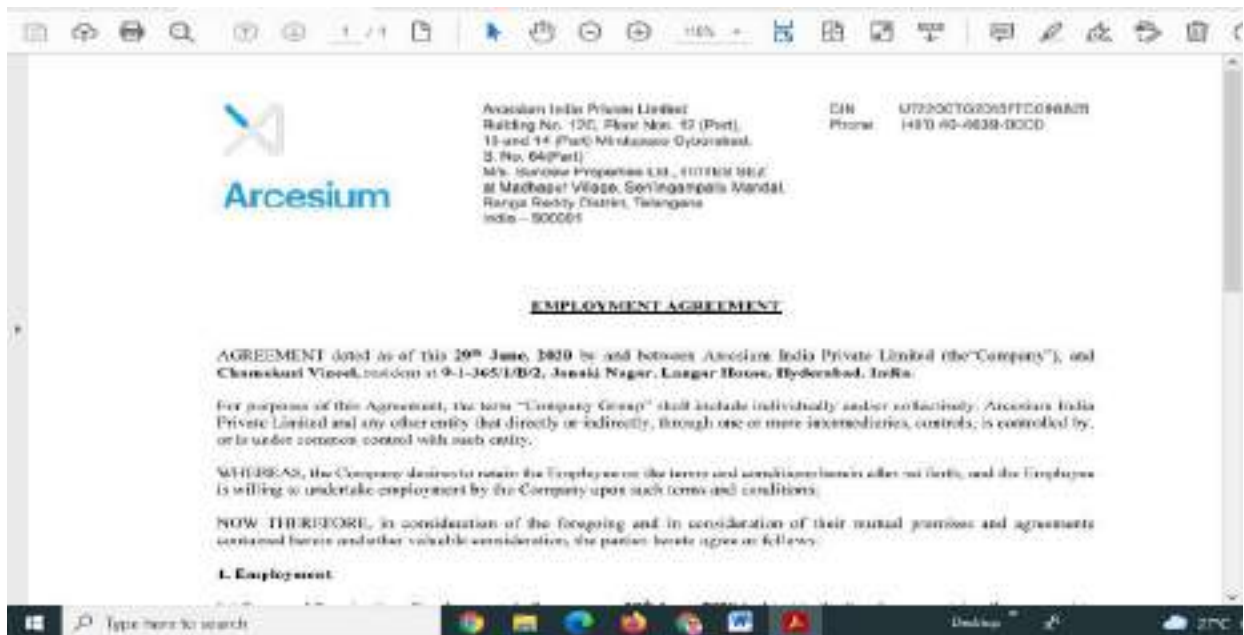 1 / 1
Arcesium
Arcesium India Private Limited
Building No. 12C, Floor Nos. 12 (Part),
13 and 14 (Part) Mindspace Cyberabad,
S. No. 64(Part)
M/s. Sundew Properties Ltd.,
at Madhapur Village, Serilingampally Mandal,
Ranga Reddy District, Telangana
India –
CIN
Phone
EMPLOYMENT AGREEMENT
AGREEMENT dated as of this June, 2020 by and between Arcesium India Private Limited (the"Company"), and
Vineel, resident at 9-1-365/1/B/2, Janaki Nagar, Langar House, Hyderabad, India.
For purposes of this Agreement, the term "Company Group" shall include individually and/or collectively, Arcesium India
Private Limited and any other entity that directly or indirectly, through one or more intermediaries, controls, is controlled by,
or is under common control with such entity.
WHEREAS, the Company desires to retain the Employee on the terms and conditions herein after set forth, and the Employee
is willing to undertake employment by the Company upon such terms and conditions.
NOW THEREFORE, in consideration of the foregoing and in consideration of their mutual promises and agreements
contained herein and other valuable consideration, the parties hereto agree as follows
1. Employment
Type here to search
Desktop
21°C